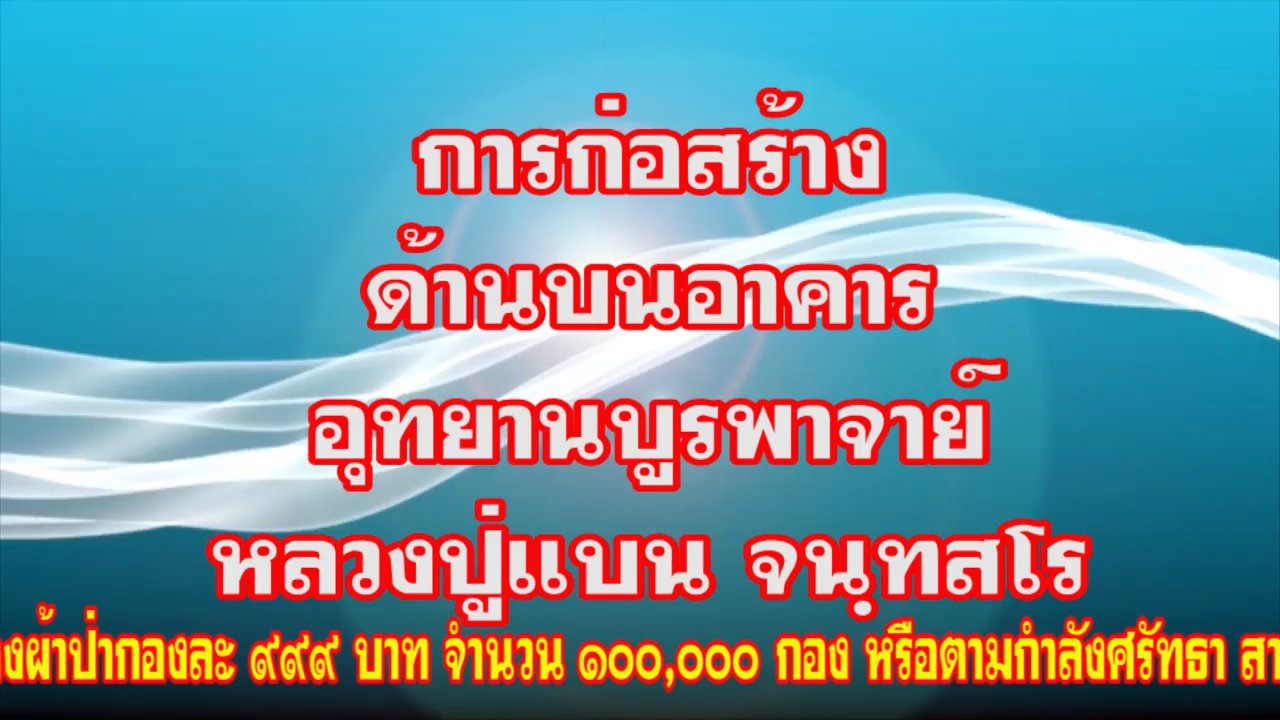 การก่อสร้าง
ด้านบนอาคาร
อุทยานบูรพาจาย์
หลวงปู่แบน จนฺทสโร
งผ้าป่ากองละ ๙๙๙ บาท จำนวน ๑๐๐,๐๐๐ กอง หรือตามกำลังศรัทธา สา